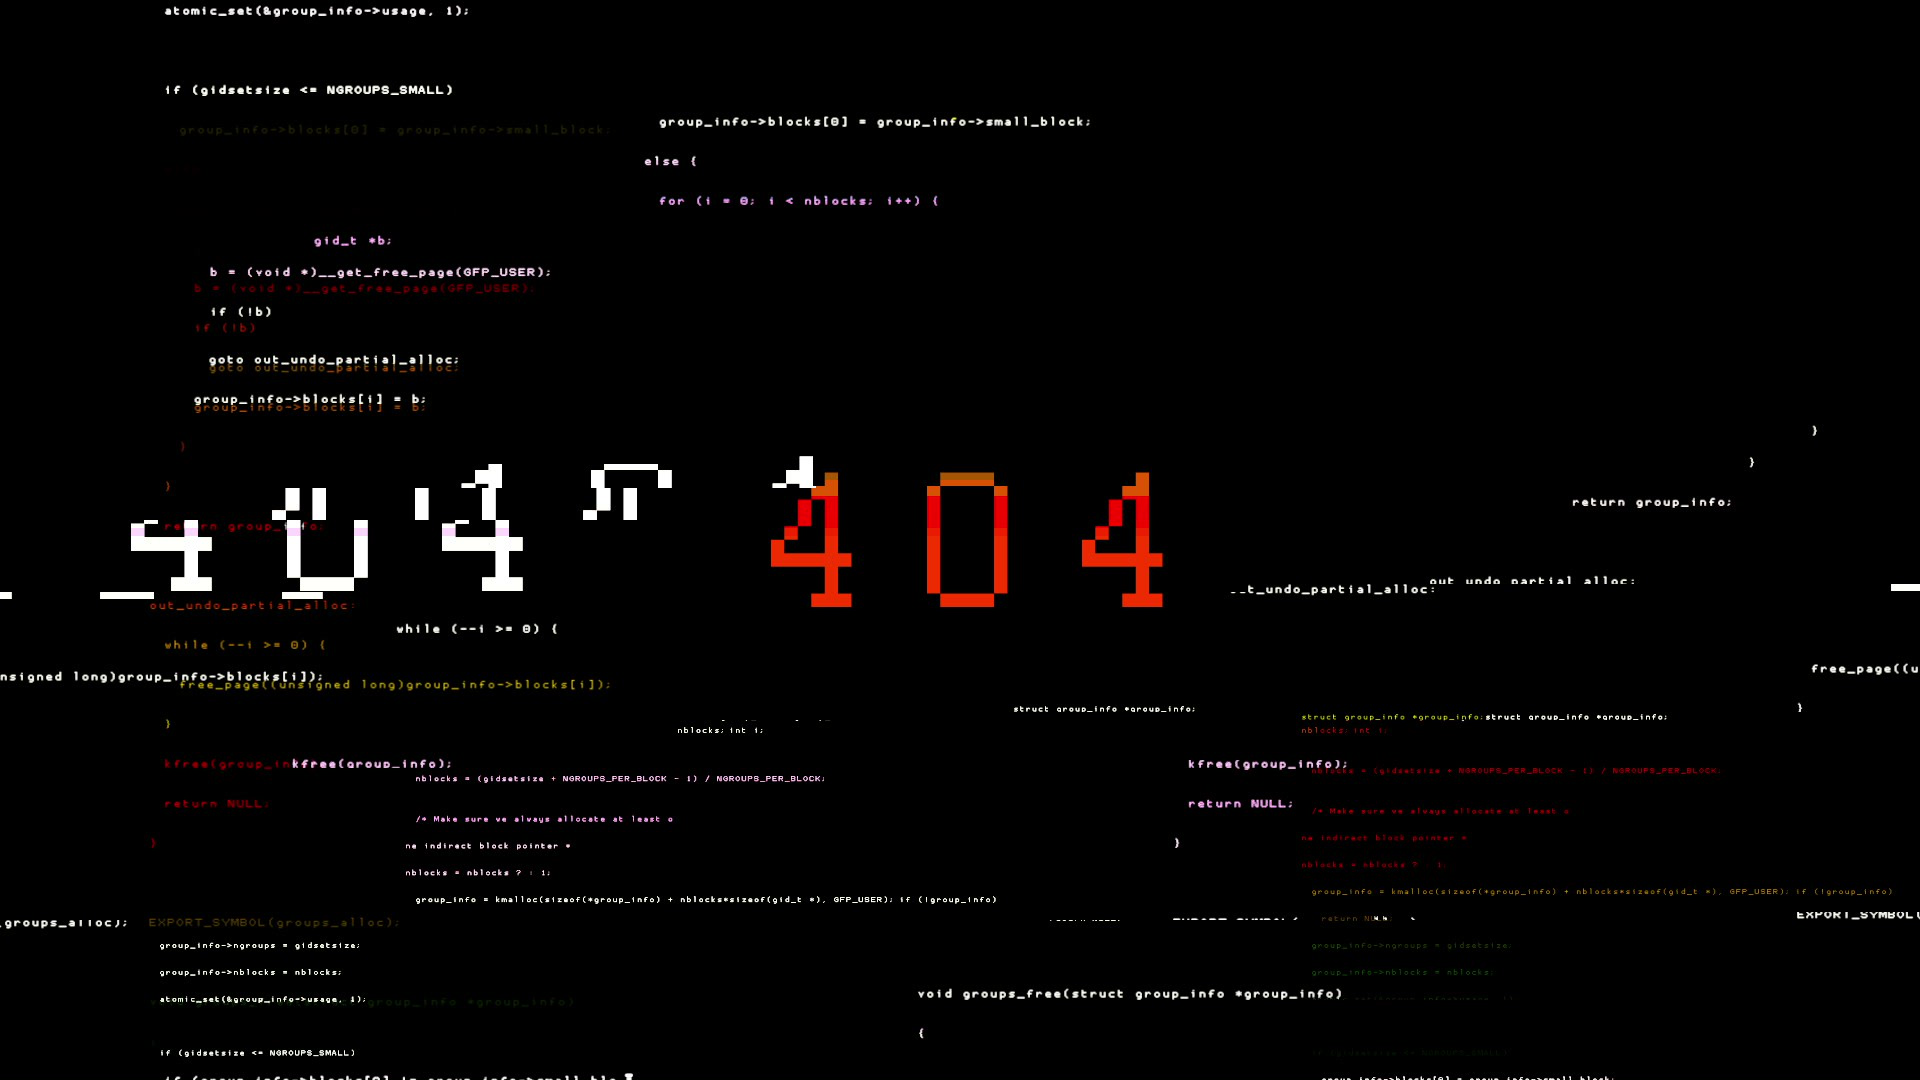 atomic_set(&group_info->usage, 1);
if (gidsetsize <= NGROUPS_SMALL)
group_info->blocks[0] = group_info->small_block;
group_info->blocks[0] = group_info->small_block;
else {
for (i = 0; i < nblocks; i++) {
gid_t *b;
b = (void *)__get_free_page(GFP_USER);
b = (void *)__get_free_page(GFP_USER);
if (!b)
if (!b)
goto out_undo_partial_alloc;
goto out_undo_partial_alloc;
group_info->blocks[i] = b;
group_info->blocks[i] = b;
}
}
}
}
return group_info;
404
404
return group_info;
out_undo_partial_alloc:
t_undo_partial_alloc:
out_undo_partial_alloc:
while (--i >= 0) {
while (--i >= 0) {
free_page((u
nsigned long)group_info->blocks[i]);
free_page((unsigned long)group_info->blocks[i]);
struct group_info *group_info;
struct group_info *group_info;struct group_info *group_info;
}
}
nblocks; int i;
nblocks; int i;
kfree(group_in
kfree(group_info);
kfree(group_info);
nblocks = (gidsetsize + NGROUPS_PER_BLOCK - 1) / NGROUPS_PER_BLOCK;
nblocks = (gidsetsize + NGROUPS_PER_BLOCK - 1) / NGROUPS_PER_BLOCK;
return NULL;
return NULL;
/* Make sure we always allocate at least o
/* Make sure we always allocate at least o
ne indirect block pointer *
ne indirect block pointer *
}
}
nblocks = nblocks ? : 1;
nblocks = nblocks ? : 1;
group_info = kmalloc(sizeof(*group_info) + nblocks*sizeof(gid_t *), GFP_USER); if (!group_info)
group_info = kmalloc(sizeof(*group_info) + nblocks*sizeof(gid_t *), GFP_USER); if (!group_info)
(groups_alloc);
EXPORT_SYMBOL(groups_alloc);
EXPORT_SYMBOL(
return NULL;
EXPORT_SYMBOL(
group_info->ngroups = gidsetsize;
group_info->ngroups = gidsetsize;
group_info->nblocks = nblocks;
group_info->nblocks = nblocks;
atomic_set(&group_info->usage, 1);
group_info *group_info)
void groups_free(struct group_info *group_info)
{
if (gidsetsize <= NGROUPS_SMALL)
if (gidsetsize <= NGROUPS_SMALL)
if (group_info->blocks[0] != group_info->small_blo
group_info->blocks[0] = group_info->small_block;